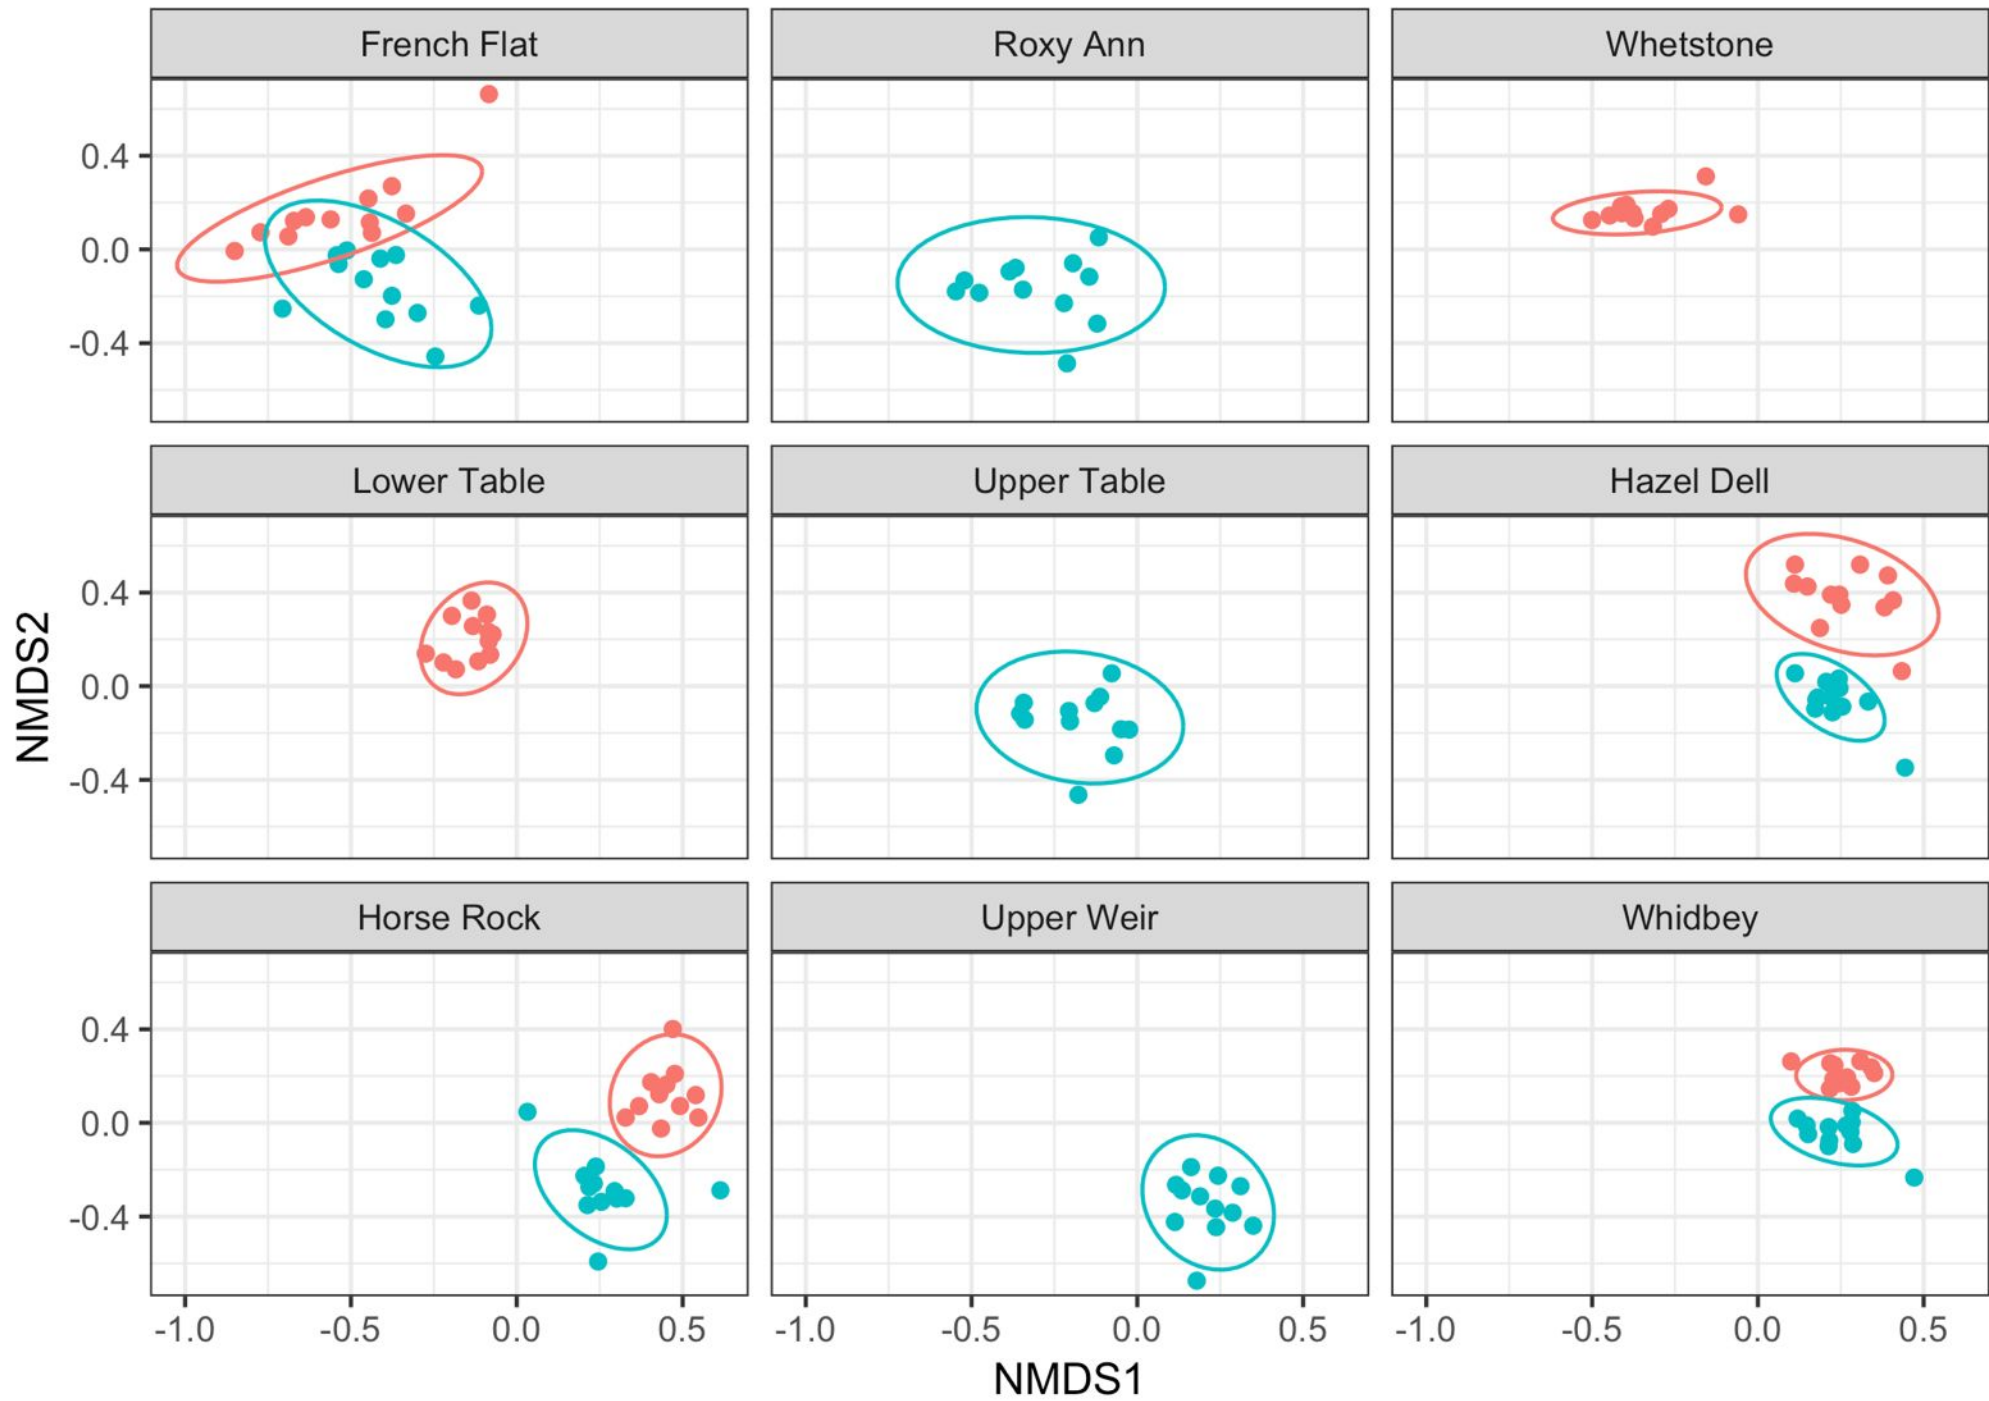 French Flat
Roxy Ann
Whetstone
0.4
0.0
-0.4
Lower Table
Upper Table
Hazel Dell
0.4
0.0
-0.4
NMDS2
Horse Rock
Upper Weir
Whidbey
0.4
0.0
-0.4
-1.0 -0.5 0.0 0.5
-1.0 -0.5 0.0 0.5
-1.0 -0.5 0.0 0.5
NMDS1